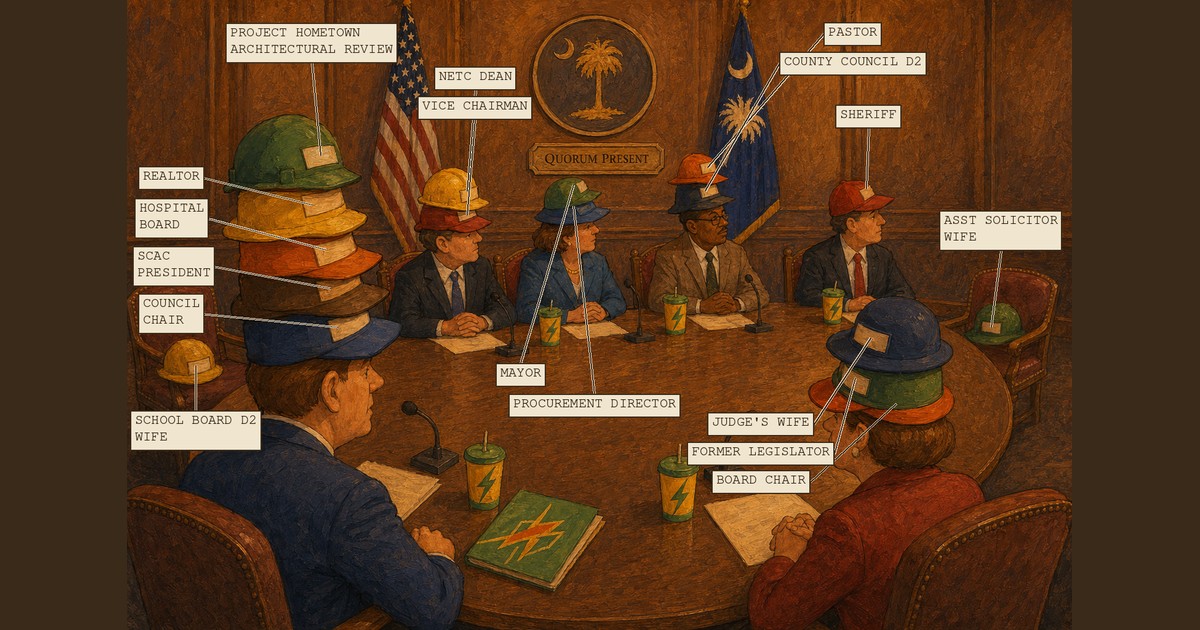 PROJECT HOMETOWN
ARCHITECTURAL REVIEW
NETC DEAN
VICE CHAIRMAN
PASTOR
COUNTY COUNCIL D2
SHERIFF
QUORUM PRESENT
REALTOR
HOSPITAL
BOARD
SCAC
PRESIDENT
COUNCIL
CHAIR
ASST SOLICITOR
WIFE
SCHOOL BOARD D2
WIFE
MAYOR
PROCUREMENT DIRECTOR
JUDGE'S WIFE
FORMER LEGISLATOR
BOARD CHAIR